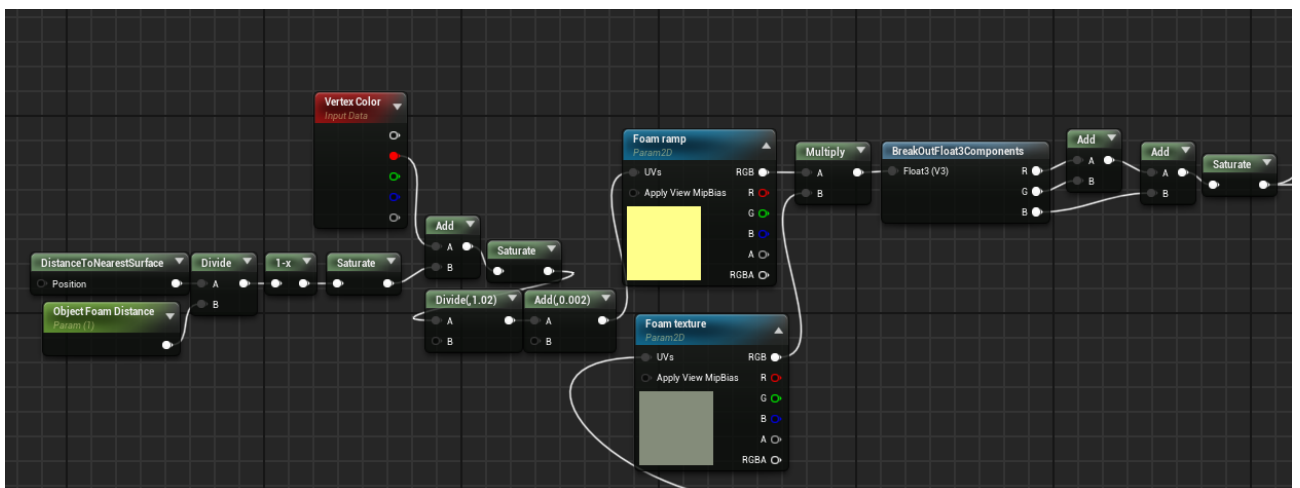 Vertex Color
Input Data
DistanceToNearestSurface
Position
Object Foam Distance
Param (1)
Divide
A
B
1-x
Saturate
Add
A
B
Saturate
Divide(,1.02)
A
B
Add(,0.002)
A
B
Foam ramp
Param2D
UVs RGB
Apply View MipBias R
G
B
A
RGBA
Foam texture
Param2D
UVs RGB
Apply View MipBias R
G
B
A
RGBA
Multiply
A
B
BreakOutFloat3Components
Float3 (V3) R
G
B
Add
A
B
Add
A
B
Saturate